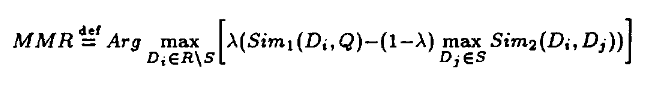 MMR ≝ Arg max_{D_i∈R\S} [λ(Sim_1(D_i, Q)−(1−λ) max_{D_j∈S} Sim_2(D_i, D_j))]